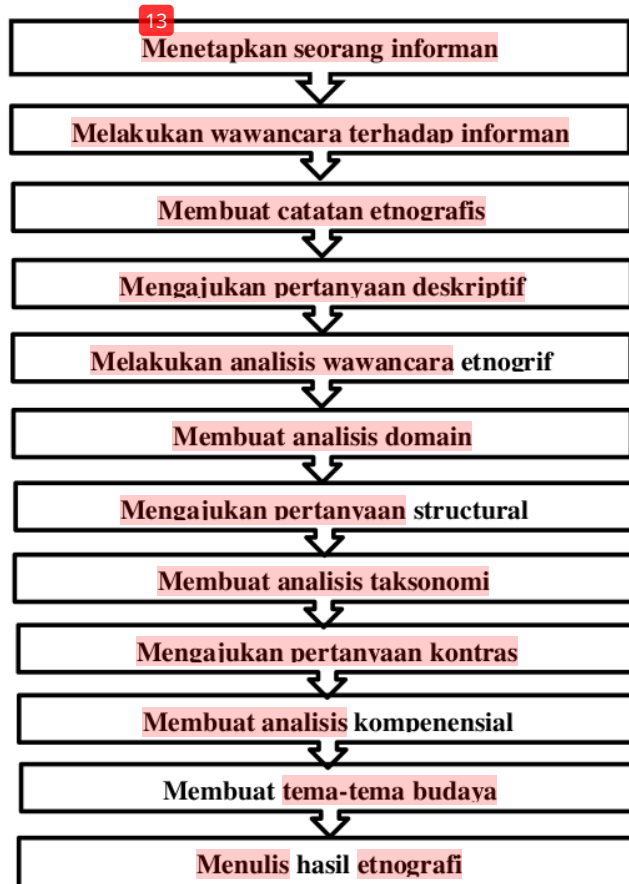 13
Menetapkan seorang informan
Melakukan wawancara terhadap informan
Membuat catatan etnografis
Mengajukan pertanyaan deskriptif
Melakukan analisis wawancara etnogrif
Membuat analisis domain
Mengajukan pertanyaan structural
Membuat analisis taksonomi
Mengajukan pertanyaan kontras
Membuat analisis kompenensial
Membuat tema-tema budaya
Menulis hasil etnografi